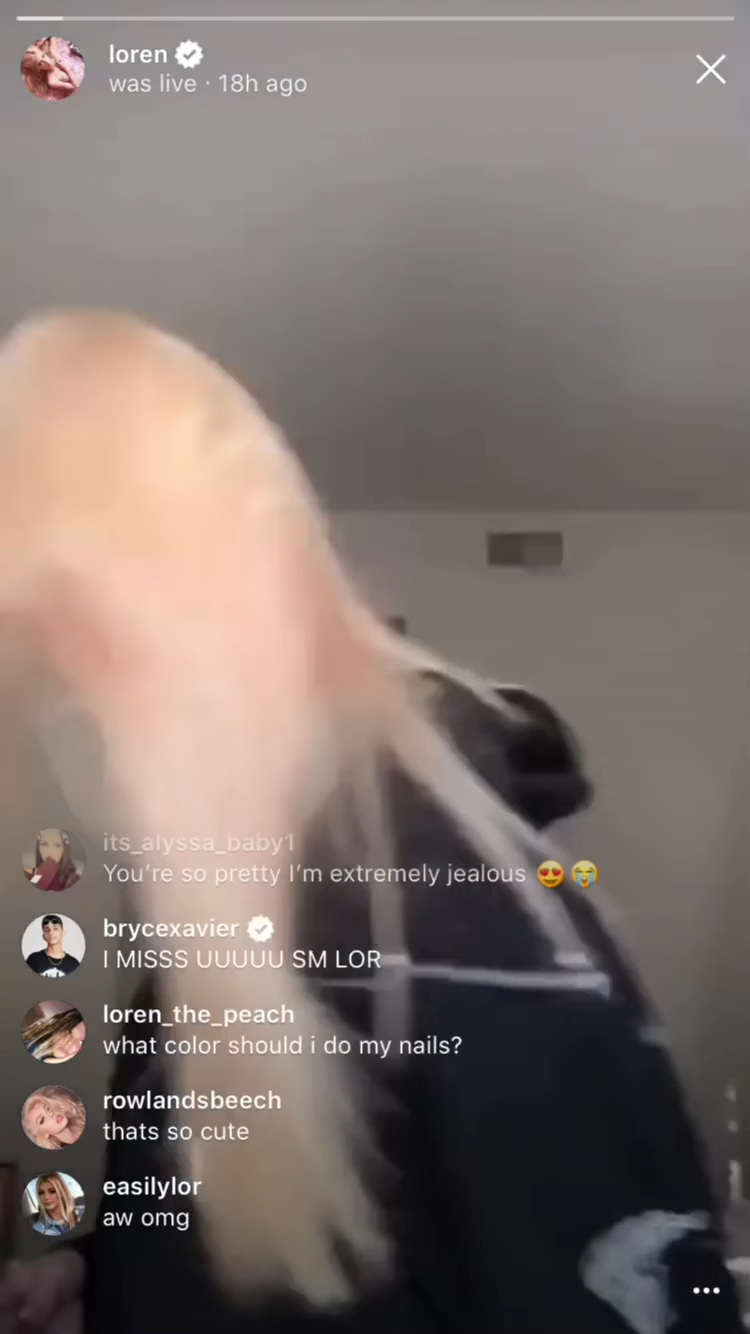 loren
was live · 18h ago
its_alyssa_baby1
You're so pretty I'm extremely jealous 😍😭
brycexavier
I MISSS UUUUU SM LOR
loren_the_peach
what color should i do my nails?
rowlandsbeech
thats so cute
easilylor
aw omg